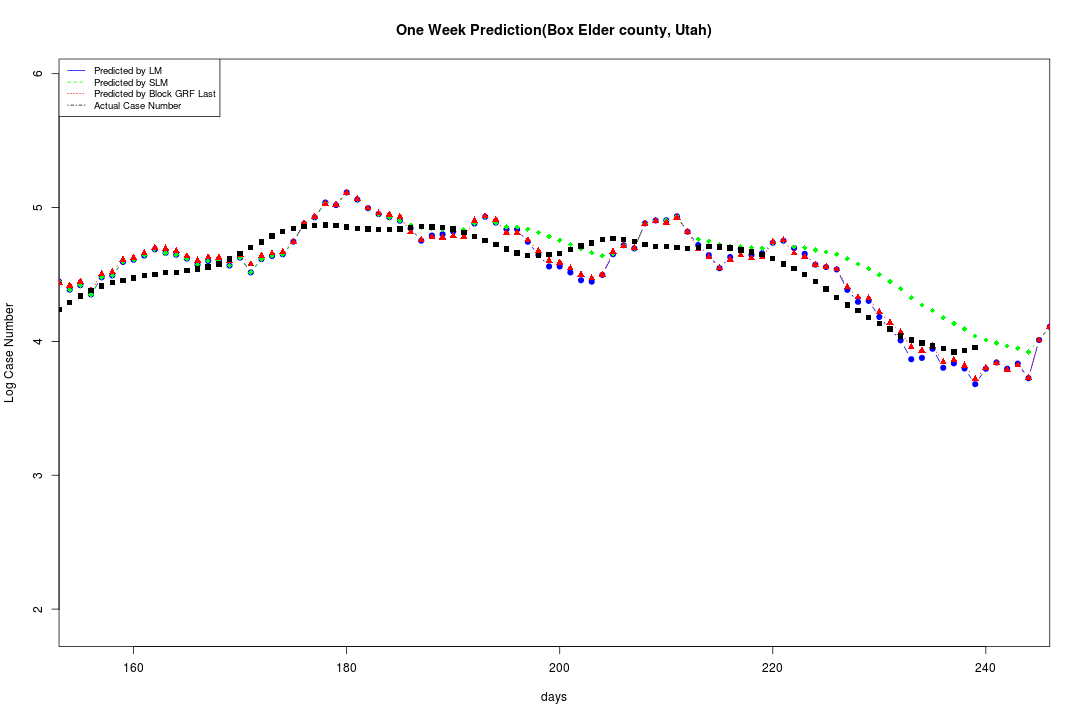 One Week Prediction(Box Elder county, Utah)
Predicted by LM
Predicted by SLM
Predicted by Block GRF Last
Actual Case Number
6
5
4
3
2
Log Case Number
160
180
200
220
240
days